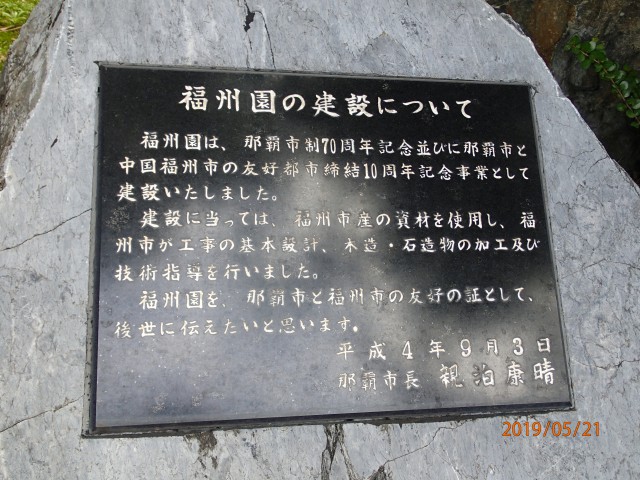 福州園の建設について
福州園は、那覇市制70周年記念並びに那覇市と
中国福州市の友好都市締結10周年記念事業として
建設いたしました。
建設に当っては、福州市産の資材を使用し、福
州市が工事の基本設計、木造・石造物の加工及び
技術指導を行いました。
福州園を、那覇市と福州市の友好の証として、
後世に伝えたいと思います。
平成4年9月3日
那覇市長 親泊康晴
2019/05/21